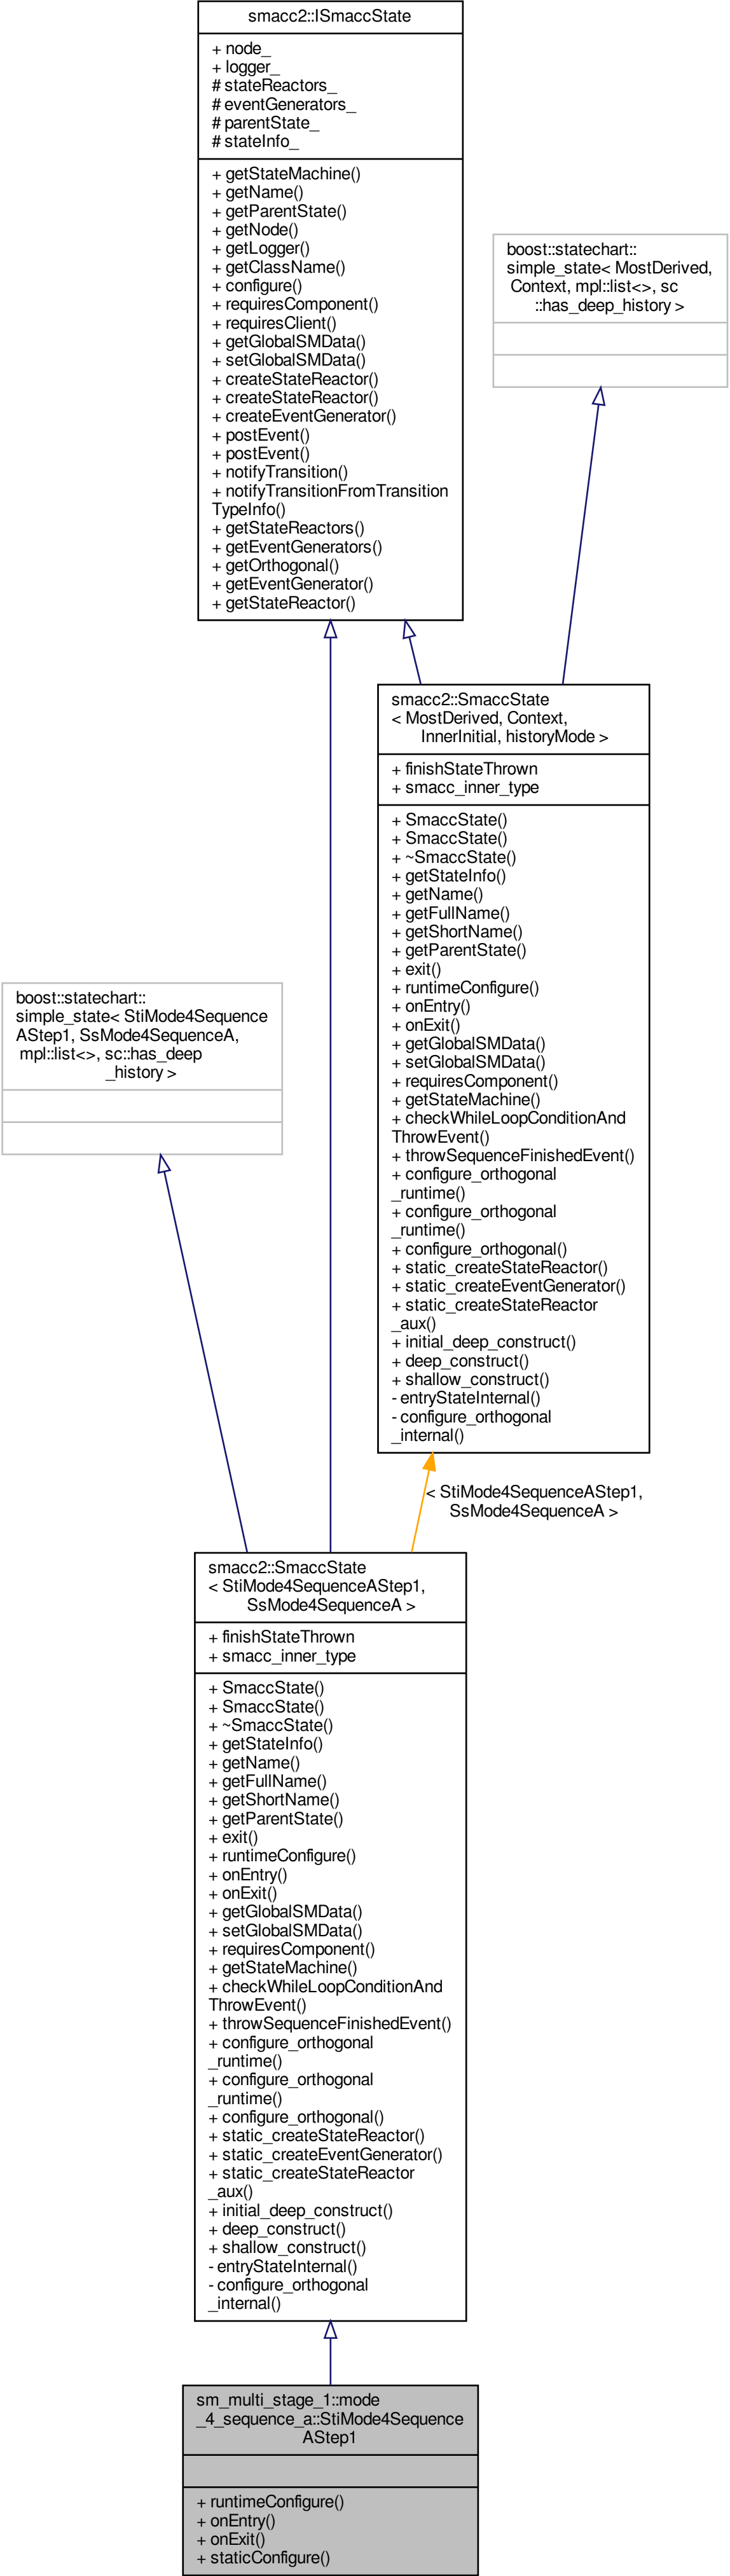 smacc2::ISmaccState
+ node_
+ logger_
# stateReactors_
# eventGenerators_
# parentState_
# stateInfo_
+ getStateMachine()
+ getName()
+ getParentState()
+ getNode()
+ getLogger()
+ getClassName()
+ configure()
+ requiresComponent()
+ requiresClient()
+ getGlobalSMData()
+ setGlobalSMData()
+ createStateReactor()
+ createStateReactor()
+ createEventGenerator()
+ postEvent()
+ postEvent()
+ notifyTransition()
+ notifyTransitionFromTransition
TypeInfo()
+ getStateReactors()
+ getEventGenerators()
+ getOrthogonal()
+ getEventGenerator()
+ getStateReactor()
boost::statechart::
simple_state< MostDerived,
Context, mpl::list<>, sc
::has_deep_history >
smacc2::SmaccState
< MostDerived, Context,
InnerInitial, historyMode >
+ finishStateThrown
+ smacc_inner_type
+ SmaccState()
+ SmaccState()
+ ~SmaccState()
+ getStateInfo()
+ getName()
+ getFullName()
+ getShortName()
+ getParentState()
+ exit()
+ runtimeConfigure()
+ onEntry()
+ onExit()
+ getGlobalSMData()
+ setGlobalSMData()
+ requiresComponent()
+ getStateMachine()
+ checkWhileLoopConditionAnd
ThrowEvent()
+ throwSequenceFinishedEvent()
+ configure_orthogonal
_runtime()
+ configure_orthogonal
_runtime()
+ configure_orthogonal()
+ static_createStateReactor()
+ static_createEventGenerator()
+ static_createStateReactor
_aux()
+ initial_deep_construct()
+ deep_construct()
+ shallow_construct()
- entryStateInternal()
- configure_orthogonal
_internal()
boost::statechart::
simple_state< StiMode4Sequence
AStep1, SsMode4SequenceA,
mpl::list<>, sc::has_deep
_history >
< StiMode4SequenceAStep1,
SsMode4SequenceA >
smacc2::SmaccState
< StiMode4SequenceAStep1,
SsMode4SequenceA >
+ finishStateThrown
+ smacc_inner_type
+ SmaccState()
+ SmaccState()
+ ~SmaccState()
+ getStateInfo()
+ getName()
+ getFullName()
+ getShortName()
+ getParentState()
+ exit()
+ runtimeConfigure()
+ onEntry()
+ onExit()
+ getGlobalSMData()
+ setGlobalSMData()
+ requiresComponent()
+ getStateMachine()
+ checkWhileLoopConditionAnd
ThrowEvent()
+ throwSequenceFinishedEvent()
+ configure_orthogonal
_runtime()
+ configure_orthogonal
_runtime()
+ configure_orthogonal()
+ static_createStateReactor()
+ static_createEventGenerator()
+ static_createStateReactor
_aux()
+ initial_deep_construct()
+ deep_construct()
+ shallow_construct()
- entryStateInternal()
- configure_orthogonal
_internal()
sm_multi_stage_1::mode
_4_sequence_a::StiMode4Sequence
AStep1
+ runtimeConfigure()
+ onEntry()
+ onExit()
+ staticConfigure()